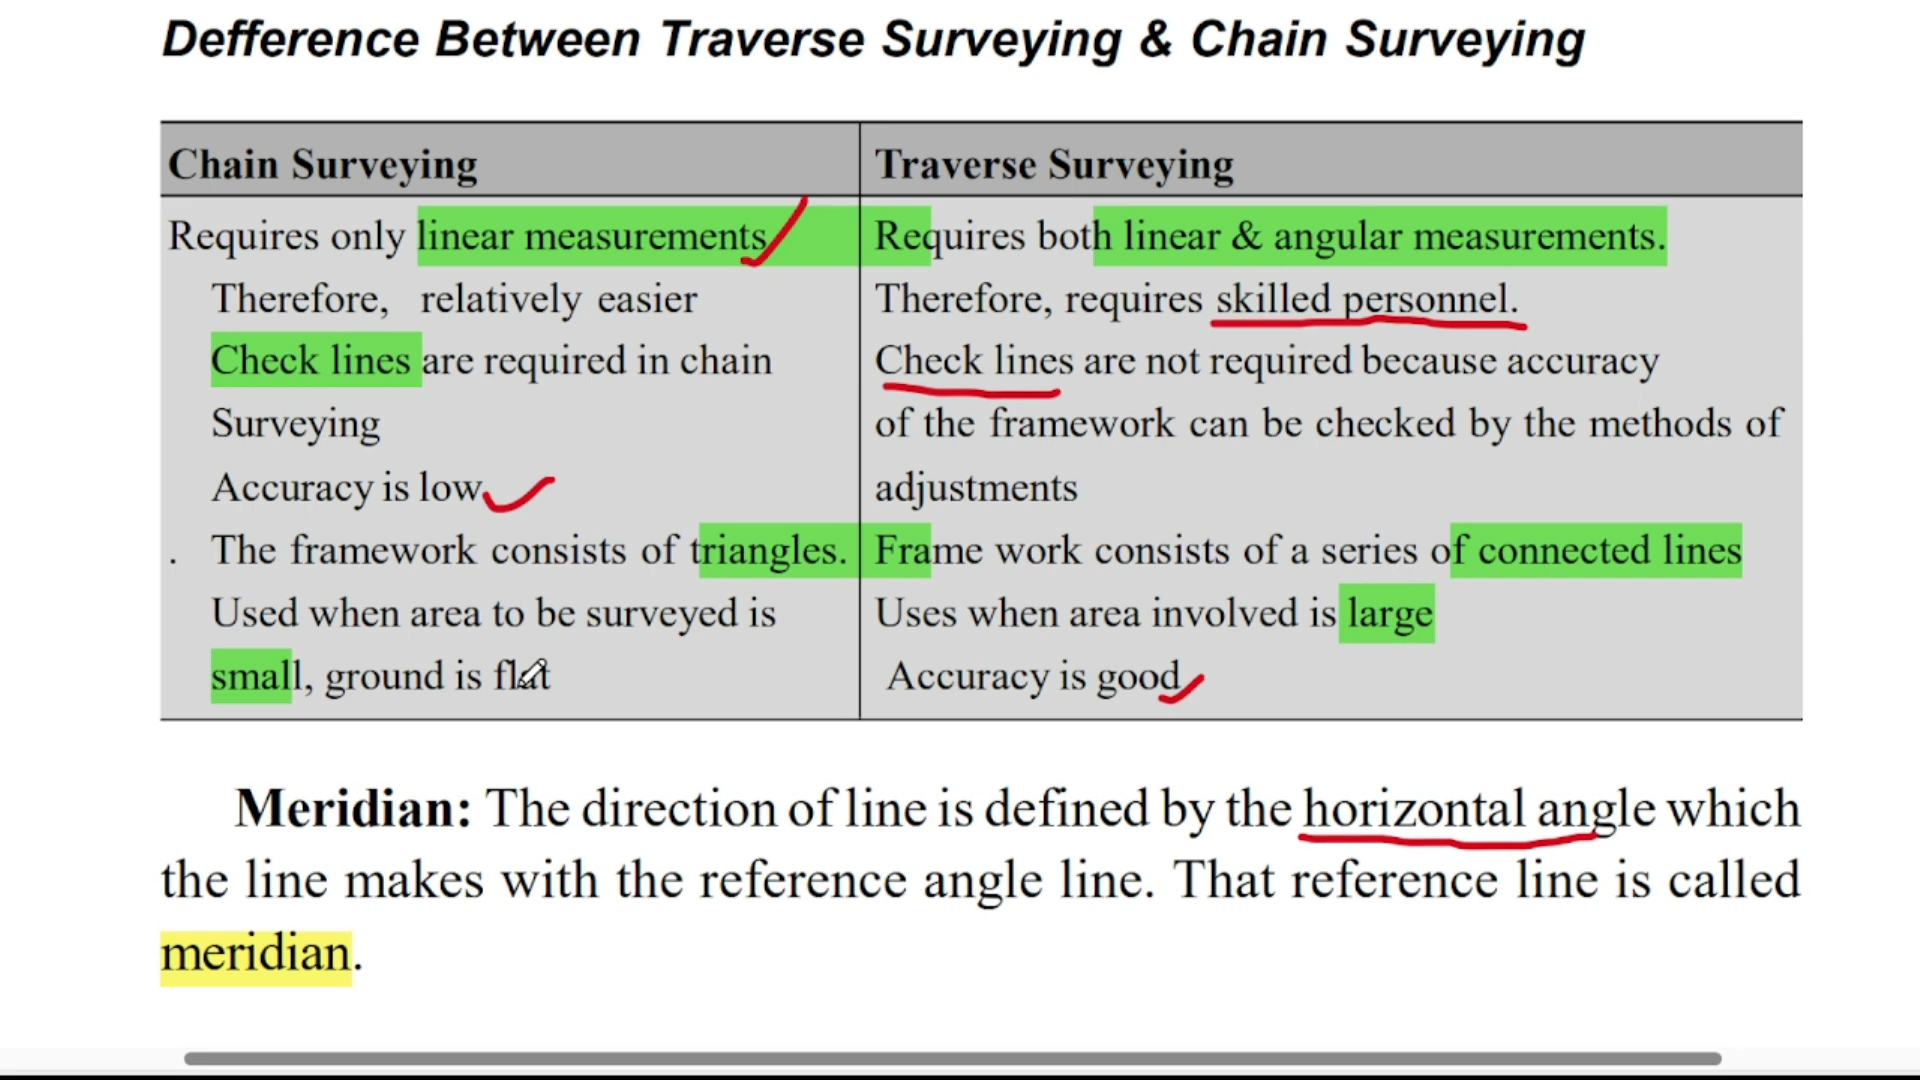 Defference Between Traverse Surveying & Chain Surveying
Chain Surveying
Requires only linear measurements
Therefore, relatively easier
Check lines are required in chain
Surveying
Accuracy is low
. The framework consists of triangles.
Used when area to be surveyed is
small, ground is flat
Traverse Surveying
Requires both linear & angular measurements.
Therefore, requires skilled personnel.
Check lines are not required because accuracy
of the framework can be checked by the methods of
adjustments
Frame work consists of a series of connected lines
Uses when area involved is large
Accuracy is good
Meridian: The direction of line is defined by the horizontal angle which
the line makes with the reference angle line. That reference line is called
meridian.